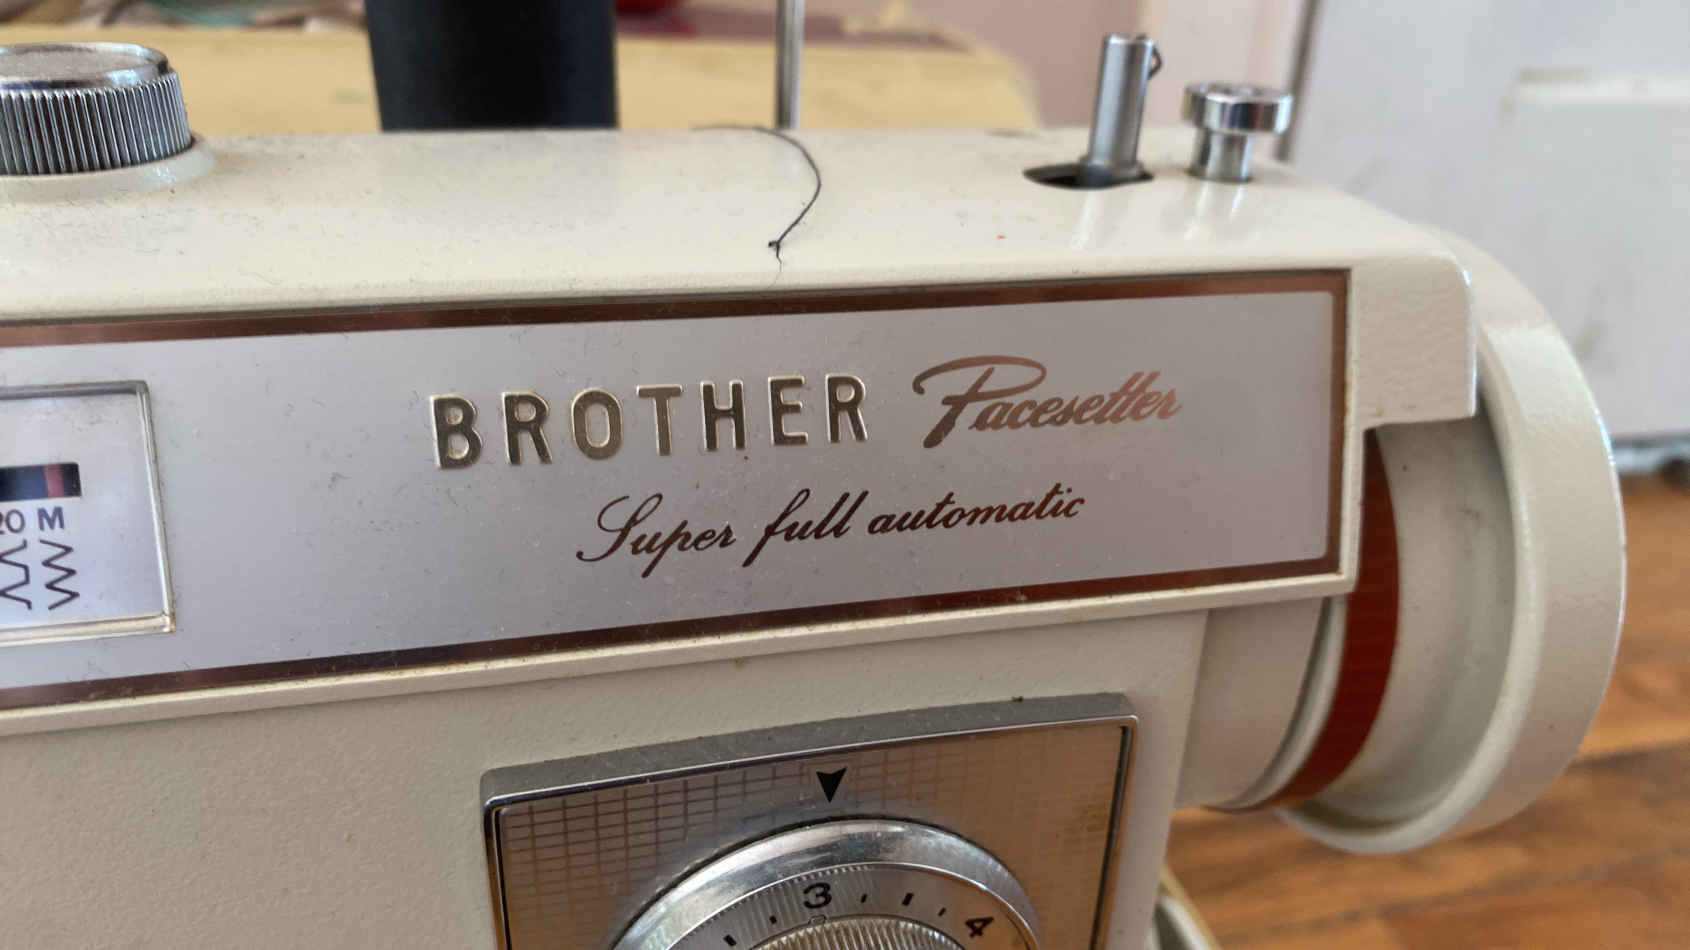 BROTHER Pacesetter
Super full automatic
20 M
3
4